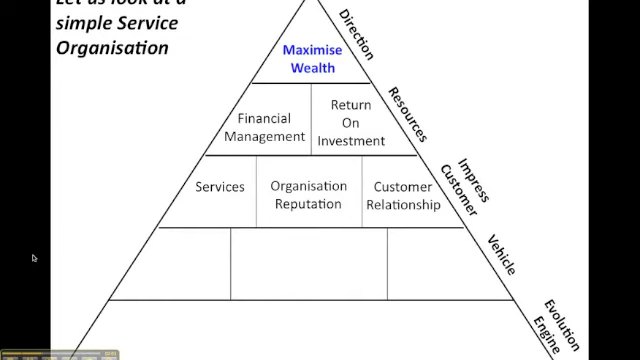 Let us look at a
simple Service
Organisation
Maximise
Wealth
Direction
Financial
Management
Return
On
Investment
Resources
Services
Organisation
Reputation
Customer
Relationship
Impress
Customer
Vehicle
Evolution
Engine